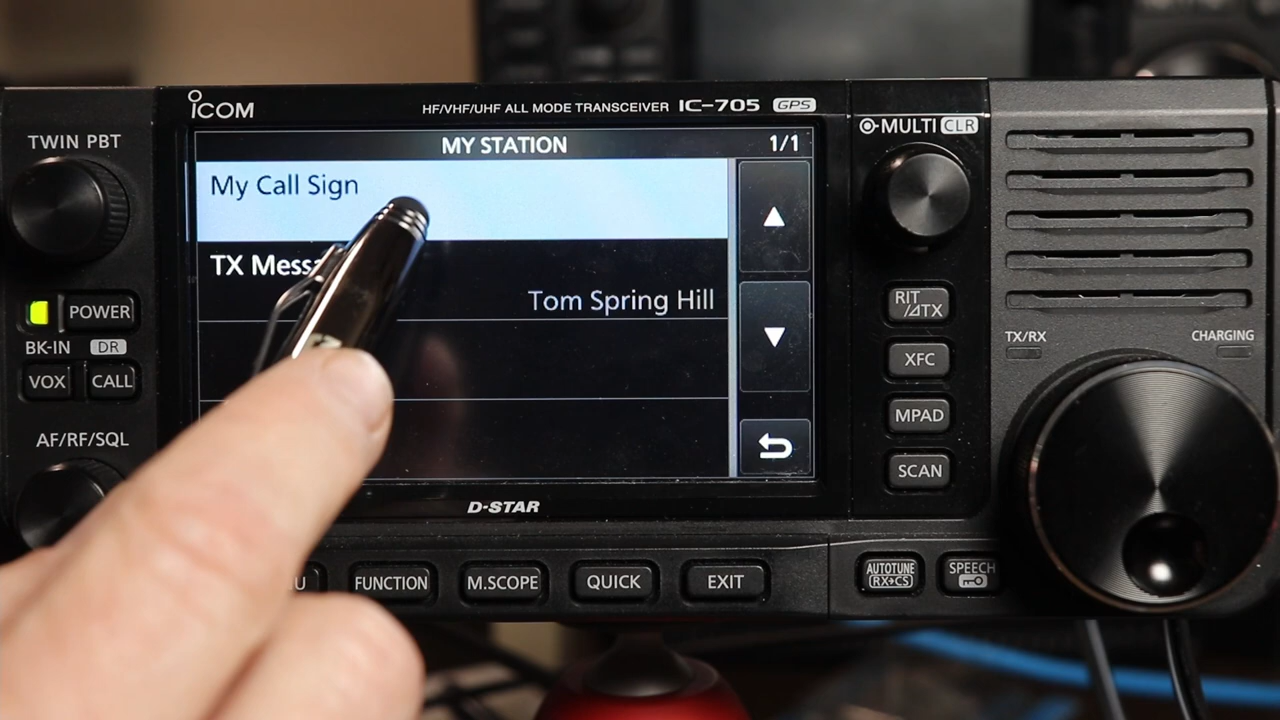 ICOM
HF/VHF/UHF ALL MODE TRANSCEIVER IC-705 GPS
TWIN PBT
MY STATION 1/1
MULTI CLR
My Call Sign
TX Messa
Tom Spring Hill
POWER
BK-IN DR
VOX CALL
AF/RF/SQL
RIT
/⊿TX
XFC
MPAD
SCAN
TX/RX
CHARGING
D-STAR
U
FUNCTION
M.SCOPE
QUICK
EXIT
AUTOTUNE
RX→CS
SPEECH